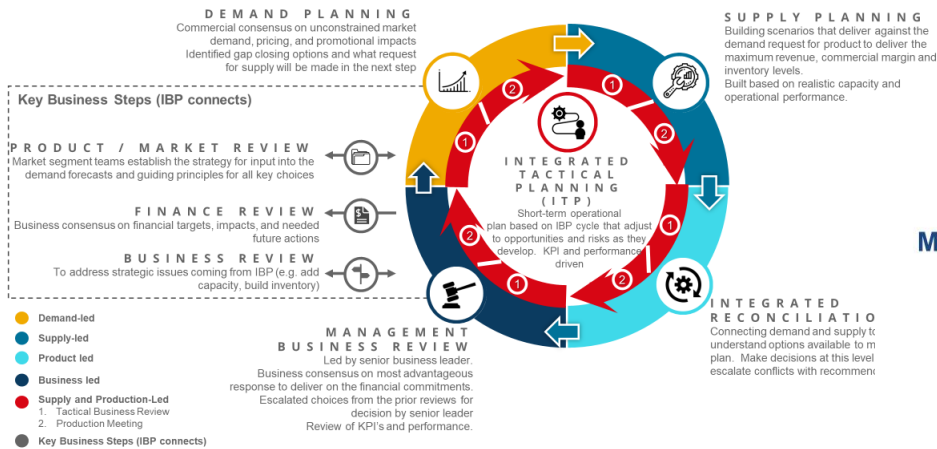 DEMAND PLANNING
Commercial consensus on unconstrained market
demand, pricing, and promotional impacts
Identified gap closing options and what request
for supply will be made in the next step
SUPPLY PLANNING
Building scenarios that deliver against the
demand request for product to deliver the
maximum revenue, commercial margin and
inventory levels.
Built based on realistic capacity and
operational performance.
Key Business Steps (IBP connects)
PRODUCT / MARKET REVIEW
Market segment teams establish the strategy for input into the
demand forecasts and guiding principles for all key choices
FINANCE REVIEW
Business consensus on financial targets, impacts, and needed
future actions
BUSINESS REVIEW
To address strategic issues coming from IBP (e.g. add
capacity, build inventory)
1
2
1
2
1
2
1
2
INTEGRATED
TACTICAL
PLANNING
(ITP)
Short-term operational
plan based on IBP cycle that adjust
to opportunities and risks as they
develop. KPI and performance
driven
M
INTEGRATED
RECONCILIATIO
Connecting demand and supply to
understand options available to m
plan. Make decisions at this level
escalate conflicts with recommen
MANAGEMENT
BUSINESS REVIEW
Led by senior business leader.
Business consensus on most advantageous
response to deliver on the financial commitments.
Escalated choices from the prior reviews for
decision by senior leader
Review of KPI's and performance.
Demand-led
Supply-led
Product led
Business led
Supply and Production-Led
1. Tactical Business Review
2. Production Meeting
Key Business Steps (IBP connects)